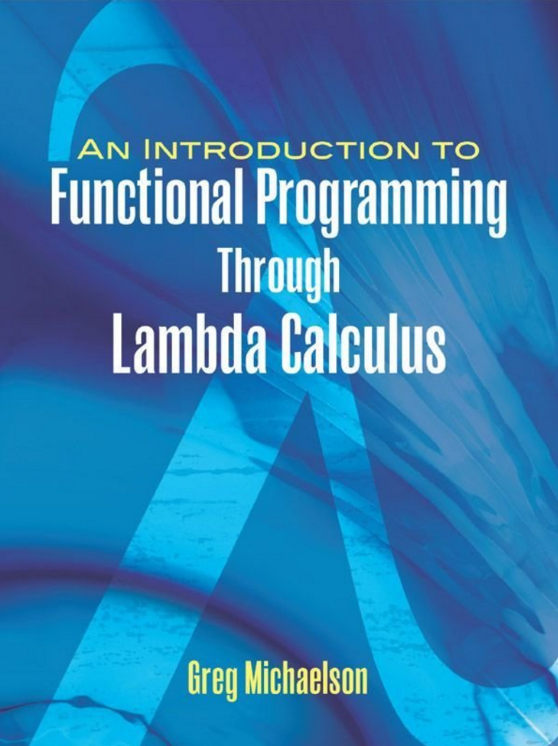 An Introduction to
Functional Programming
Through
Lambda Calculus
Greg Michaelson